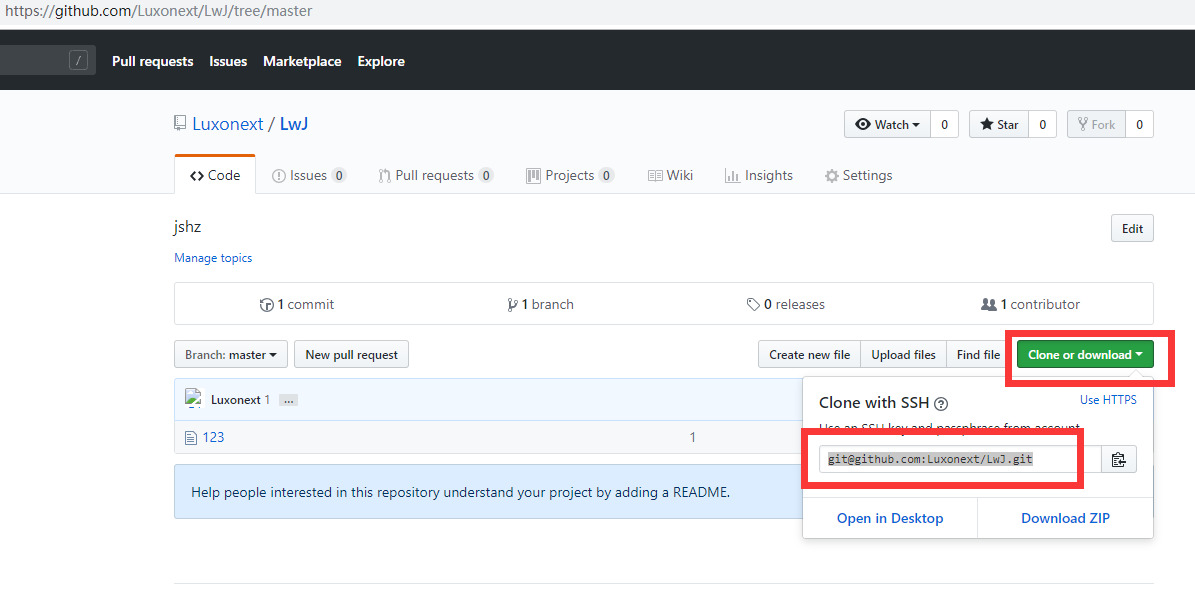 https://github.com/Luxonext/LwJ/tree/master
/ Pull requests Issues Marketplace Explore
Luxonext / LwJ Watch 0 Star 0 Fork 0
Code Issues 0 Pull requests 0 Projects 0 Wiki Insights Settings
jshz Edit
Manage topics
1 commit 1 branch 0 releases 1 contributor
Branch: master New pull request Create new file Upload files Find file Clone or download
Luxonext 1 ...
Clone with SSH ? Use HTTPS
Use an SSH key and passphrase from account.
123 1
git@github.com:Luxonext/LwJ.git
Help people interested in this repository understand your project by adding a README.
Open in Desktop Download ZIP